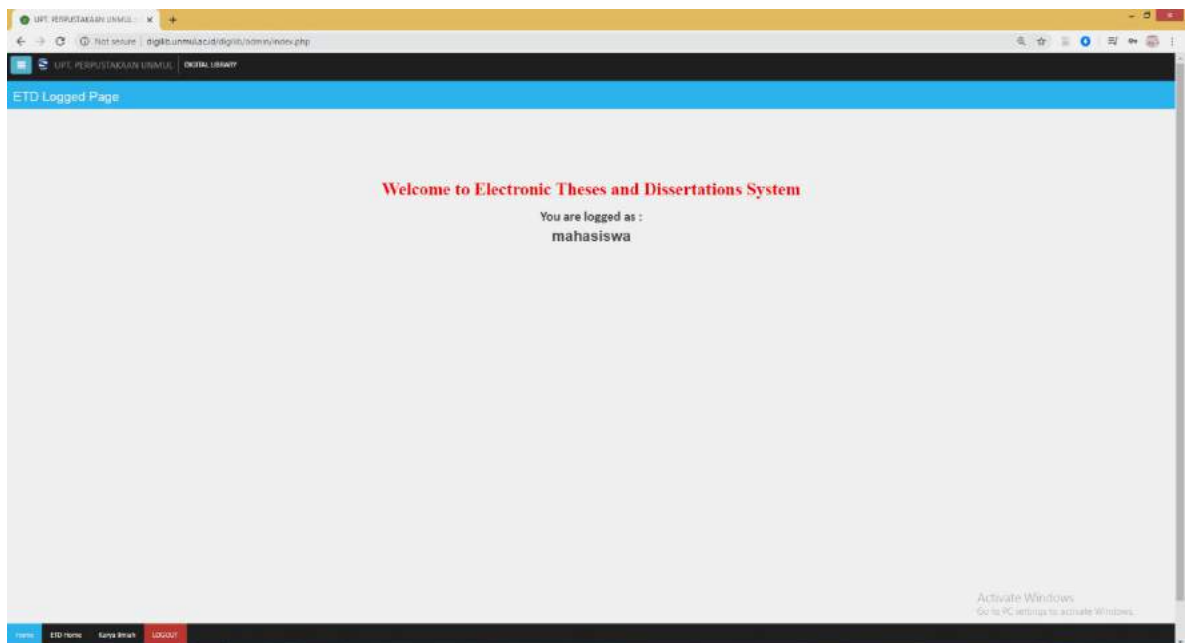 UPT. PERPUSTAKAAN UNMUL
Not secure | digilib.unmul.ac.id/digilib/admin/index.php
UPT. PERPUSTAKAAN UNMUL | DIGITAL LIBRARY
ETD Logged Page
Welcome to Electronic Theses and Dissertations System
You are logged as :
mahasiswa
Activate Windows
Go to PC settings to activate Windows.
Home ETD Home Karya Ilmiah LOGOUT